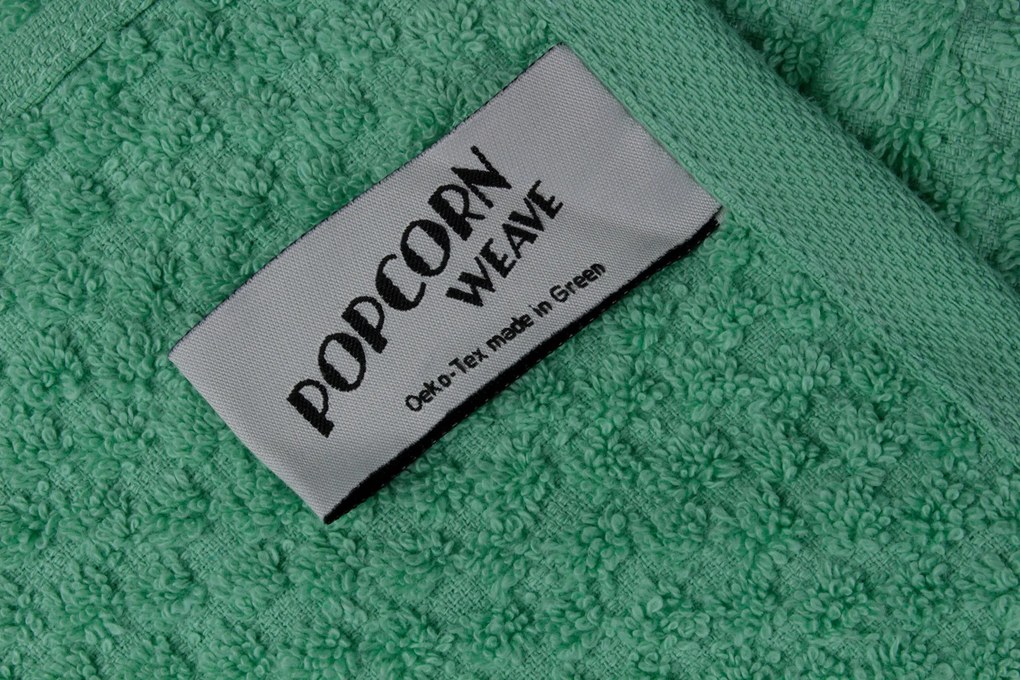 POPCORN
WEAVE
Oeko-Tex made in Green